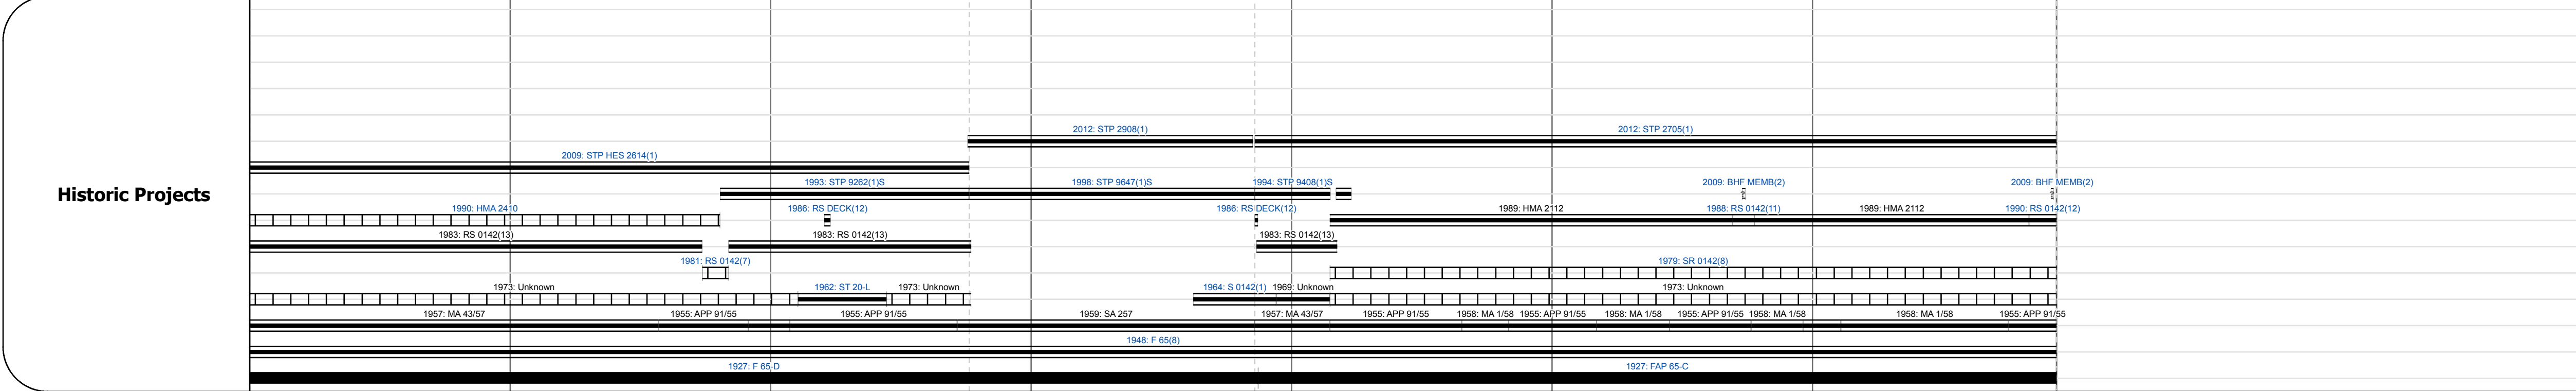 2012: STP 2908(1) 2012: STP 2705(1)
2009: STP HES 2614(1)
Historic Projects
1993: STP 9262(1)S 1998: STP 9647(1)S 1994: STP 9408(1)S 2009: BHF MEMB(2) 2009: BHF MEMB(2)
1990: HMA 2410 1986: RS DECK(12) 1986: RS DECK(12) 1989: HMA 2112 1988: RS 0142(11) 1989: HMA 2112 1990: RS 0142(12)
1983: RS 0142(13) 1983: RS 0142(13) 1983: RS 0142(13)
1981: RS 0142(7) 1979: SR 0142(8)
1973: Unknown 1962: ST 20-L 1973: Unknown 1964: S 0142(1) 1969: Unknown 1973: Unknown
1957: MA 43/57 1955: APP 91/55 1955: APP 91/55 1959: SA 257 1957: MA 43/57 1955: APP 91/55 1958: MA 1/58 1955: APP 91/55 1958: MA 1/58 1955: APP 91/55 1958: MA 1/58 1958: MA 1/58 1955: APP 91/55
1948: F 65(8)
1927: F 65-D 1927: FAP 65-C